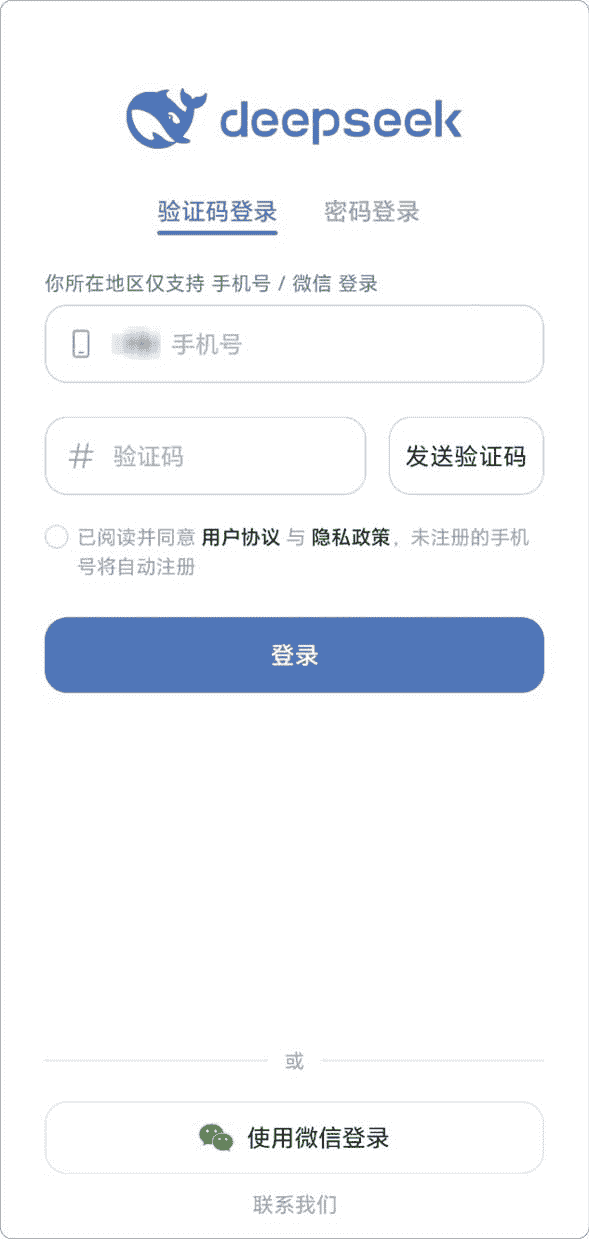 deepseek
验证码登录 密码登录
你所在地区仅支持 手机号 / 微信 登录
手机号
# 验证码 发送验证码
已阅读并同意 用户协议 与 隐私政策，未注册的手机
号将自动注册
登录
或
使用微信登录
联系我们